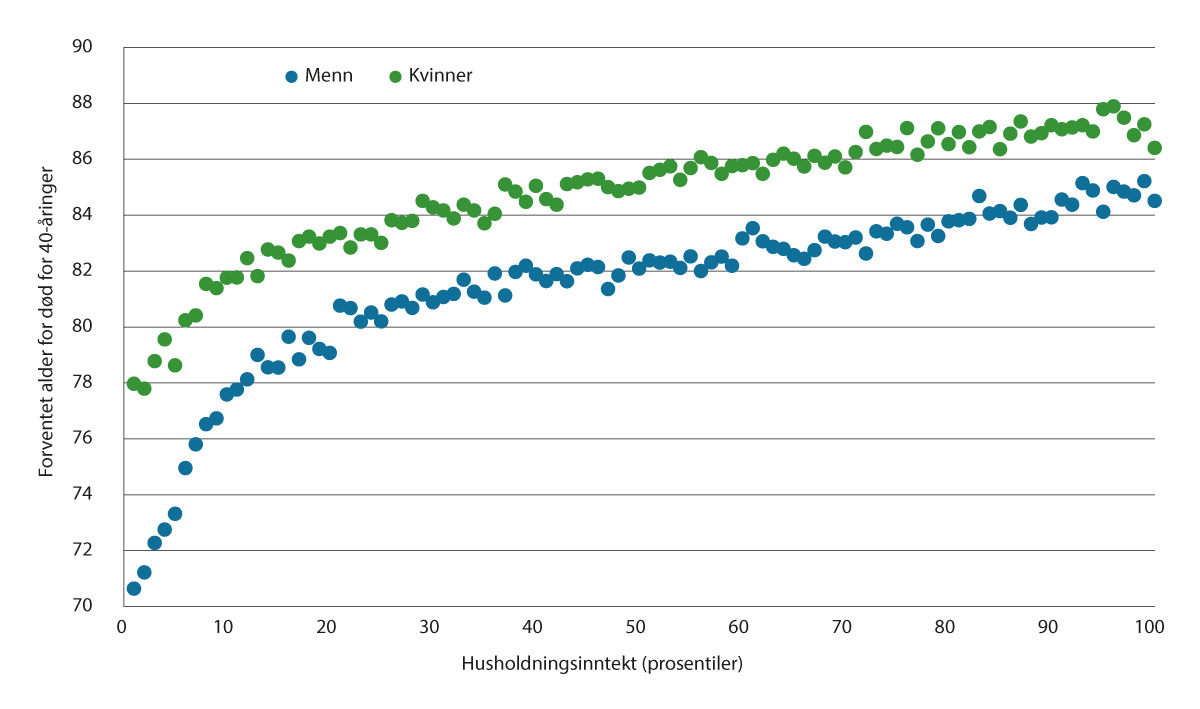 90
Menn Kvinner
88
86
84
82
80
78
76
74
72
70
Forventet alder for død for 40-åringer
0 10 20 30 40 50 60 70 80 90 100
Husholdningsinntekt (prosentiler)